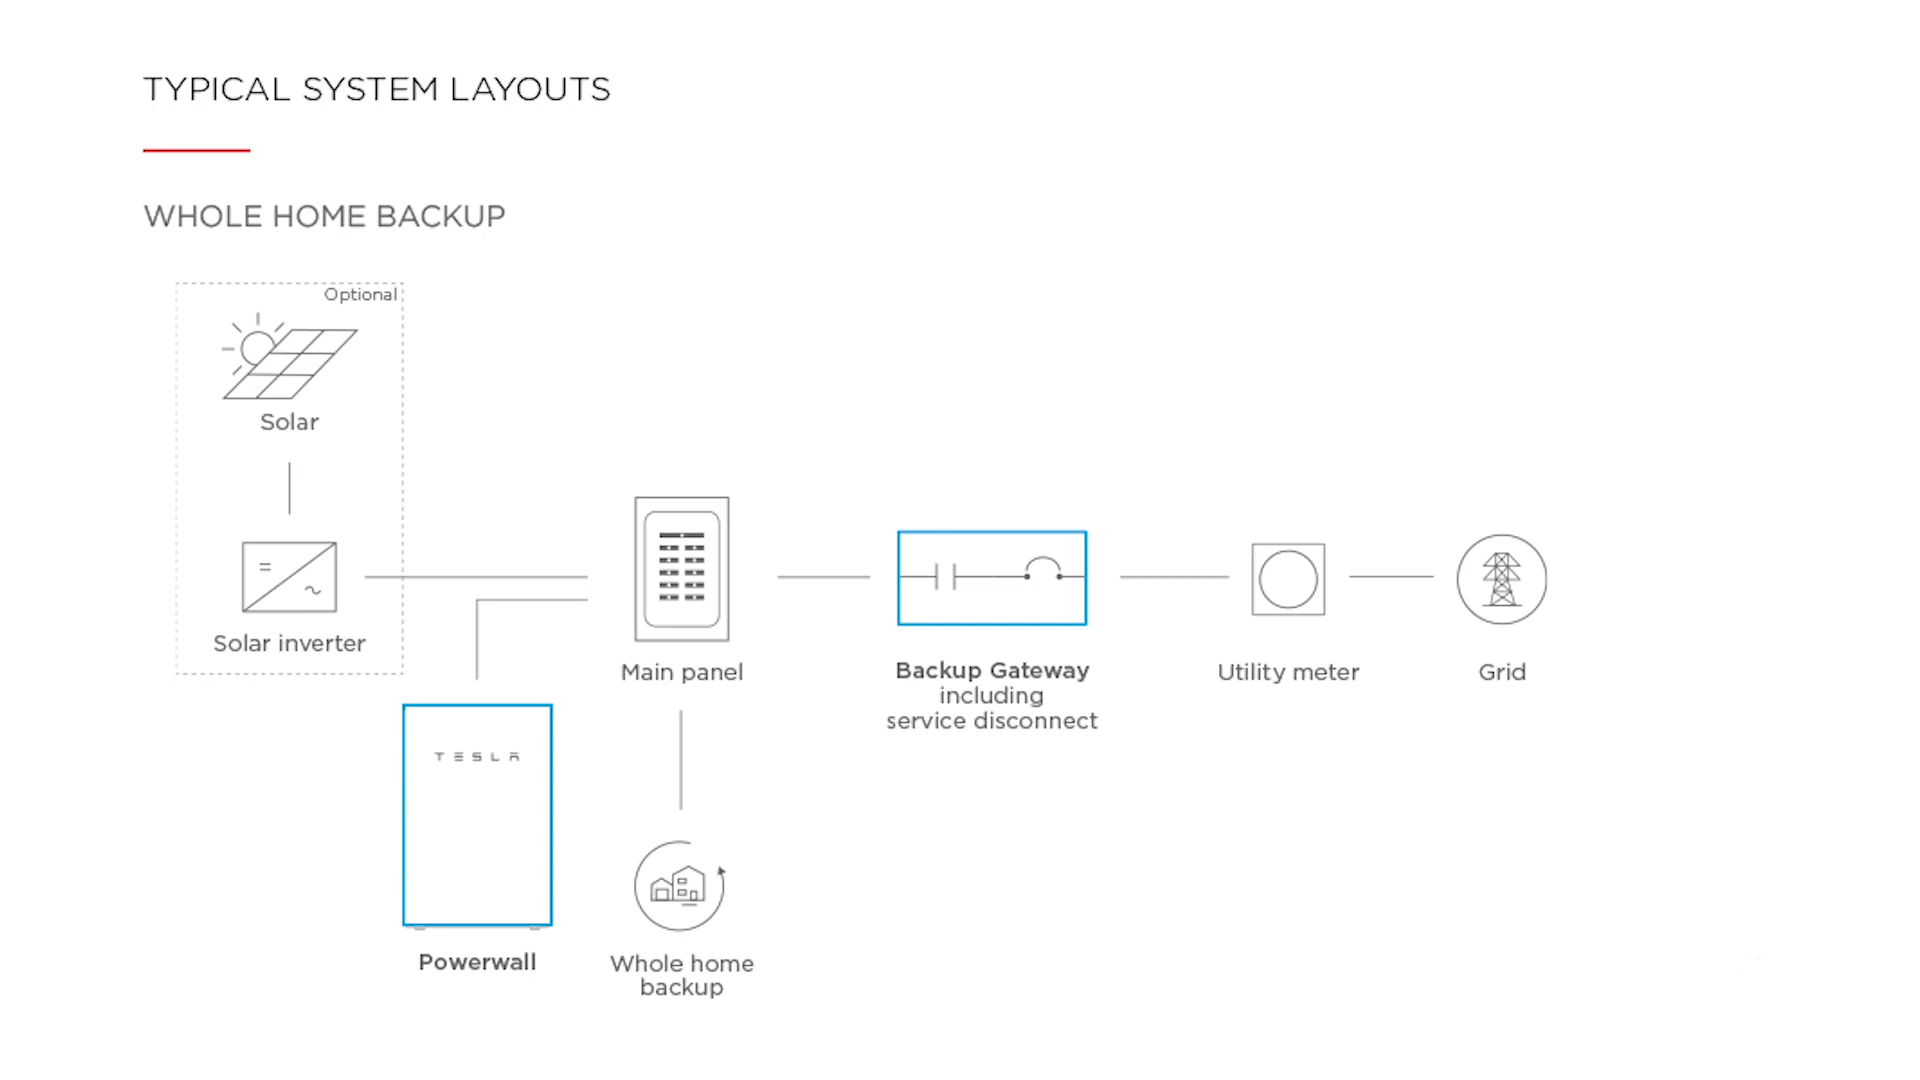 TYPICAL SYSTEM LAYOUTS
WHOLE HOME BACKUP
Optional
Solar
Solar inverter
Main panel
Backup Gateway
including
service disconnect
Utility meter
Grid
TESLA
Powerwall
Whole home
backup